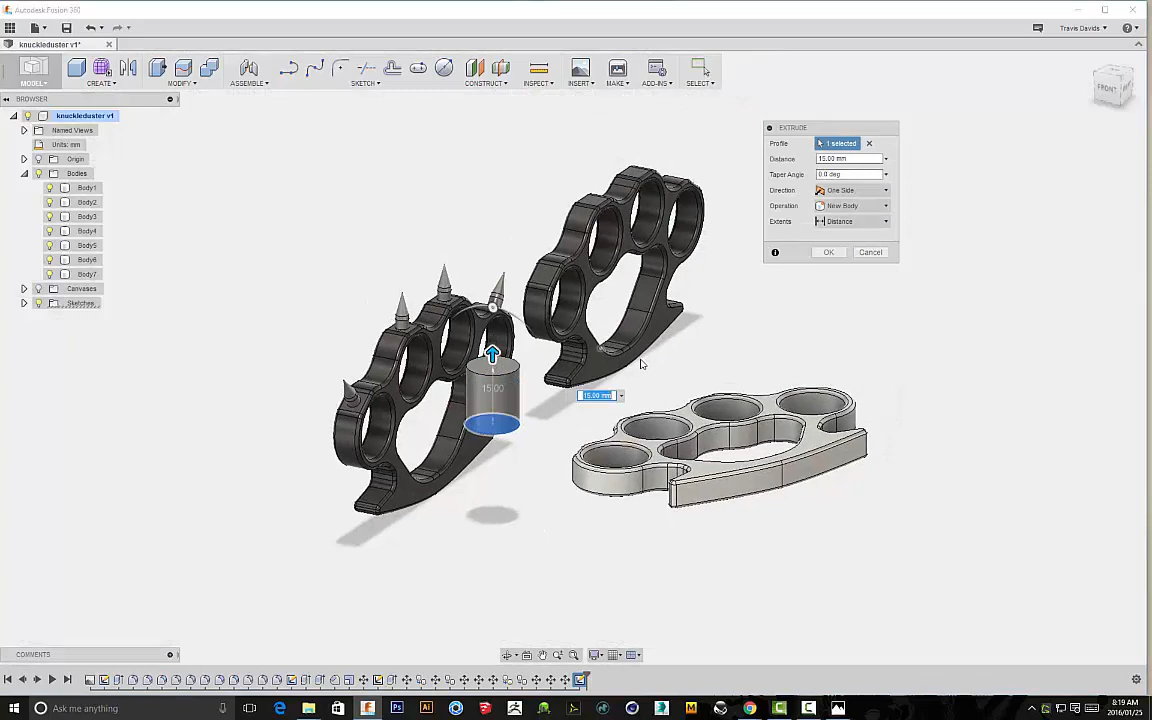 Autodesk Fusion 360
Travis Davids
knuckleduster v1*
MODEL
CREATE
MODIFY
ASSEMBLE
SKETCH
CONSTRUCT
INSPECT
INSERT
MAKE
ADD-INS
SELECT
BROWSER
knuckleduster v1
Named Views
Units: mm
Origin
Bodies
Body1
Body2
Body3
Body4
Body5
Body6
Body7
Canvases
Sketches
FRONT
EXTRUDE
Profile 1 selected
Distance 15.00 mm
Taper Angle 0.0 deg
Direction One Side
Operation New Body
Extents Distance
OK Cancel
15.00
15.00 mm
COMMENTS
Ask me anything
8:19 AM
2016/01/25